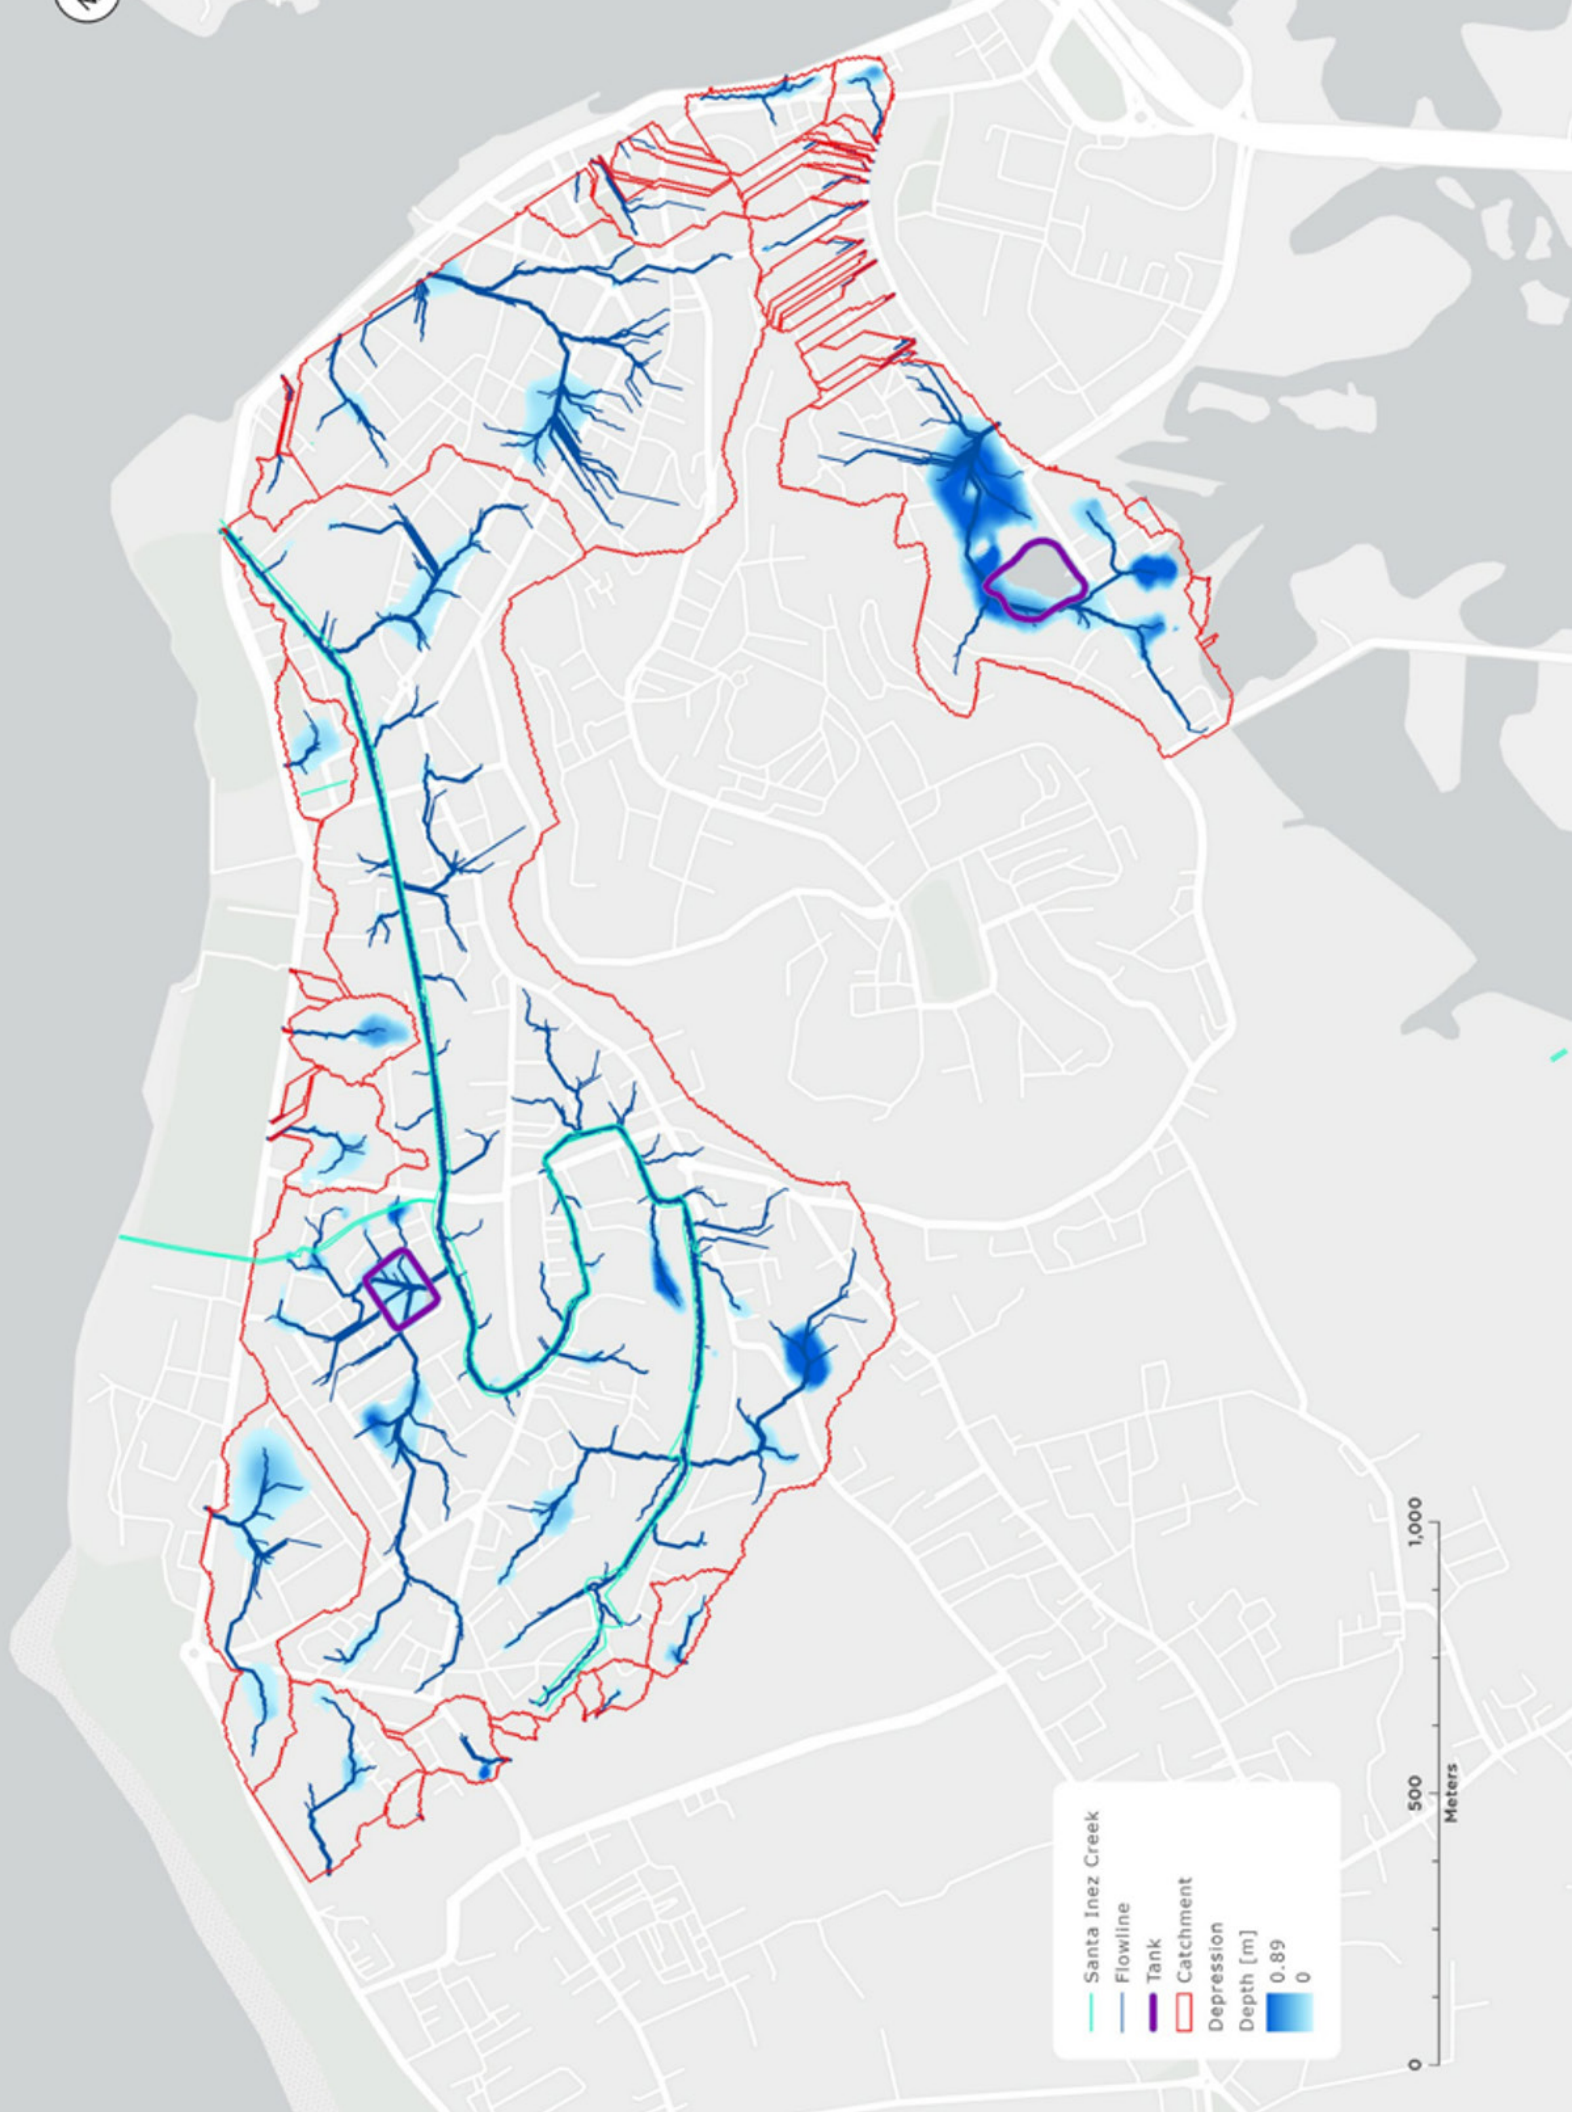 Santa Inez Creek
Flowline
Tank
Catchment
Depression
Depth [m]
0.89
0
0
500
1,000
Meters